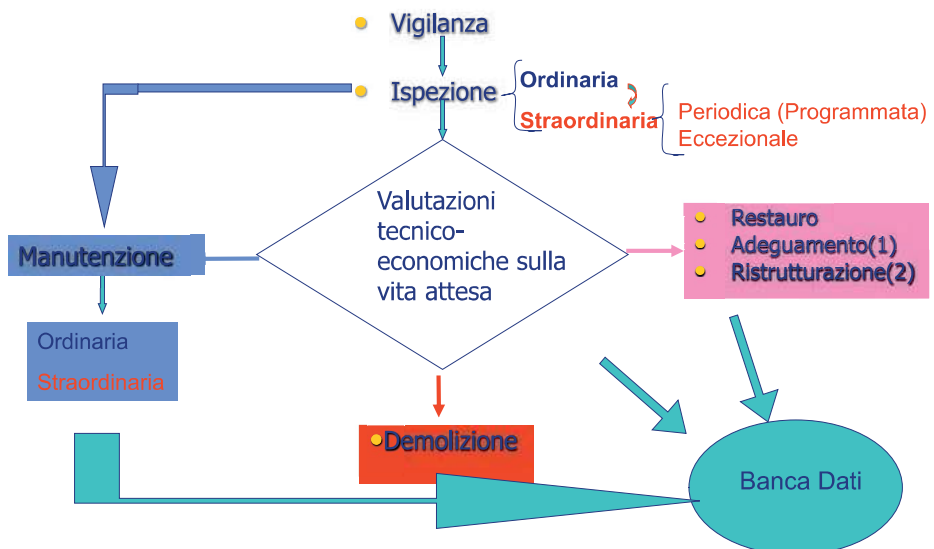 Vigilanza
Ispezione
Ordinaria
Straordinaria
Periodica (Programmata)
Eccezionale
Valutazioni
tecnico-
economiche sulla
vita attesa
Manutenzione
Ordinaria
Straordinaria
Restauro
Adeguamento(1)
Ristrutturazione(2)
Demolizione
Banca Dati